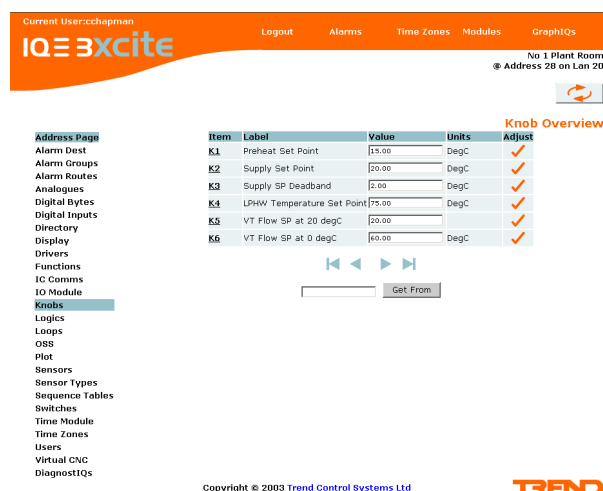 Current User:cchapman
IQ≡3xcite
Logout Alarms Time Zones Modules GraphIQs
No 1 Plant Room
@ Address 28 on Lan 20
Knob Overview
Address Page
Alarm Dest
Alarm Groups
Alarm Routes
Analogues
Digital Bytes
Digital Inputs
Directory
Display
Drivers
Functions
IC Comms
IO Module
Knobs
Logics
Loops
OSS
Plot
Sensors
Sensor Types
Sequence Tables
Switches
Time Module
Time Zones
Users
Virtual CNC
DiagnostIQs
Item Label Value Units Adjust
K1 Preheat Set Point 15.00 DegC
K2 Supply Set Point 20.00 DegC
K3 Supply SP Deadband 2.00 DegC
K4 LPHW Temperature Set Point 75.00 DegC
K5 VT Flow SP at 20 degC 20.00
K6 VT Flow SP at 0 degC 60.00 DegC
Get From
Copyright © 2003 Trend Control Systems Ltd
TREND